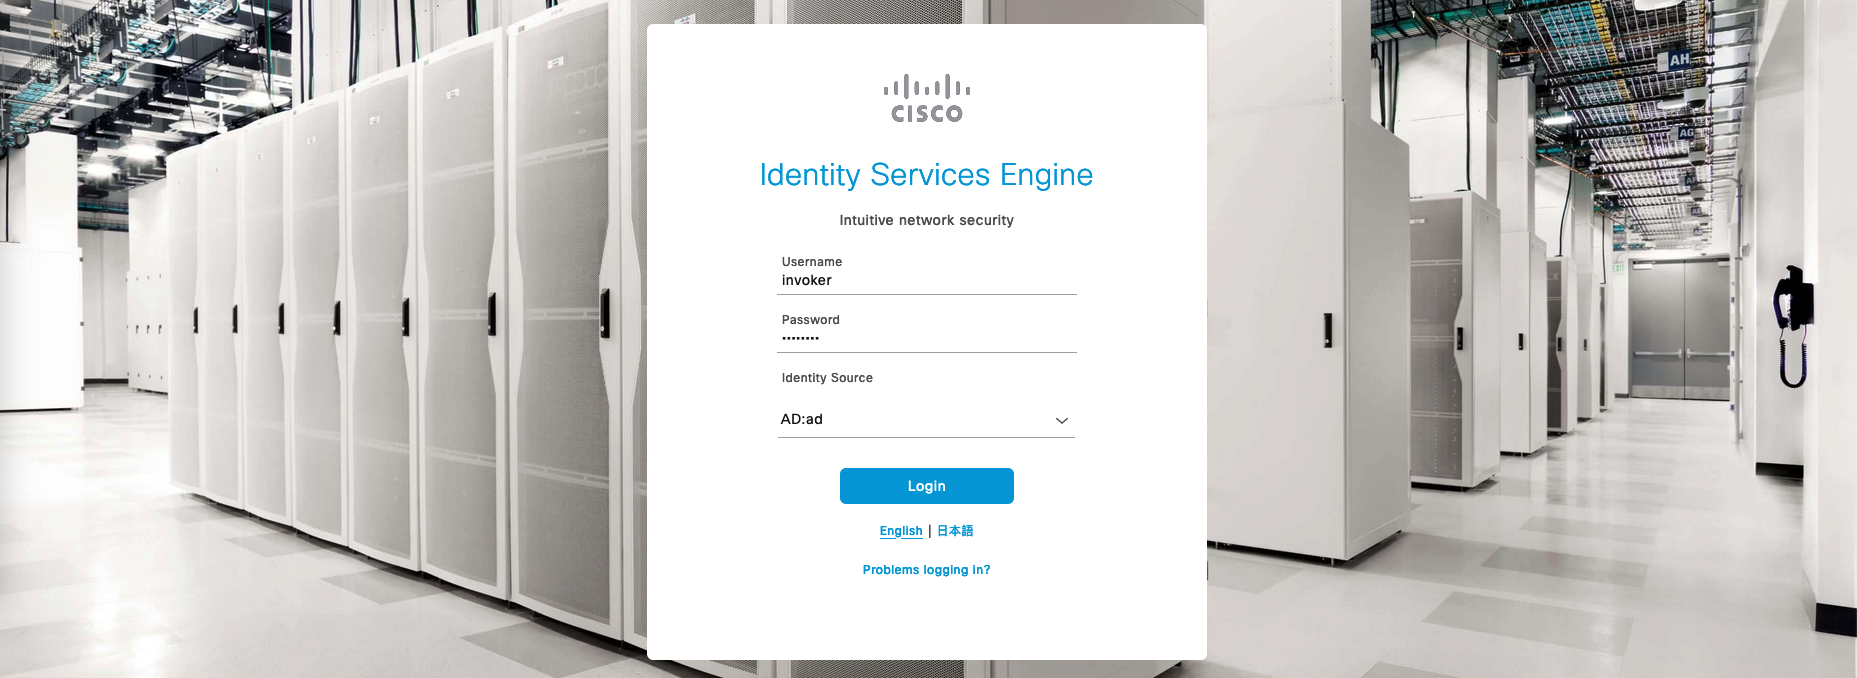 CISCO
Identity Services Engine
Intuitive network security
Username
invoker
Password
••••••••
Identity Source
AD:ad
Login
English | 日本語
Problems logging in?
AH
AG